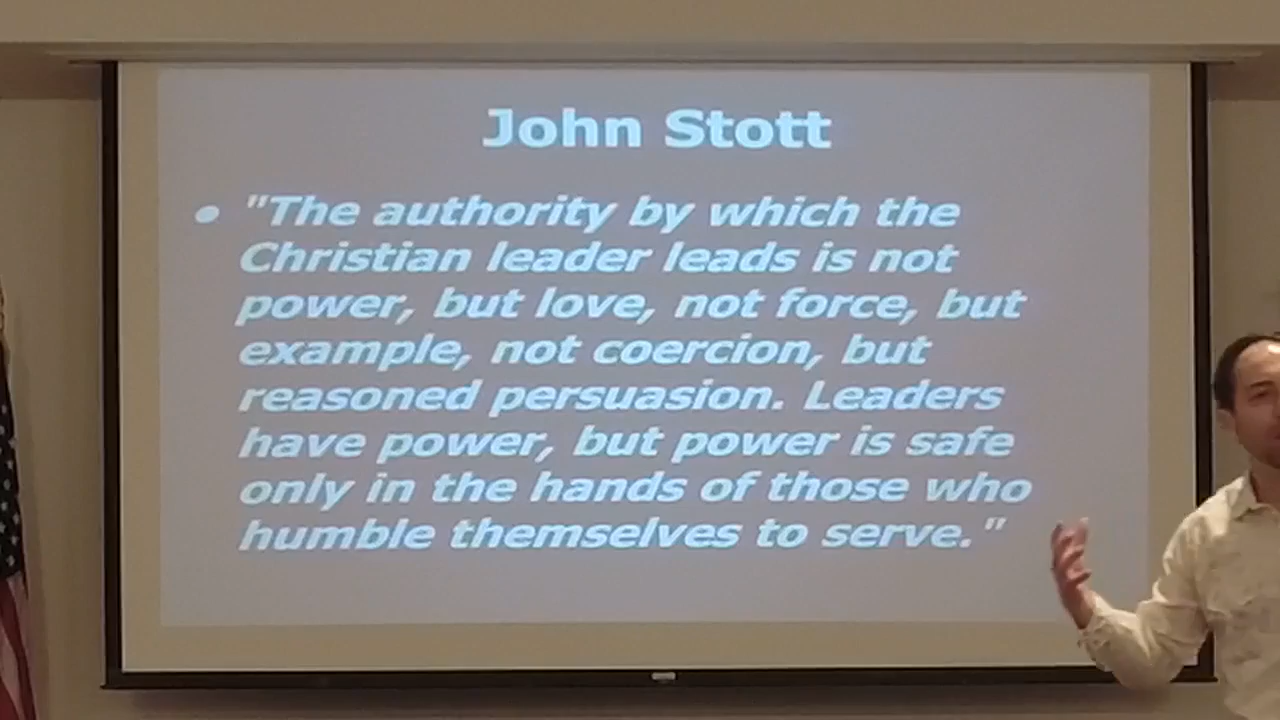 John Stott
• "The authority by which the
Christian leader leads is not
power, but love, not force, but
example, not coercion, but
reasoned persuasion. Leaders
have power, but power is safe
only in the hands of those who
humble themselves to serve."